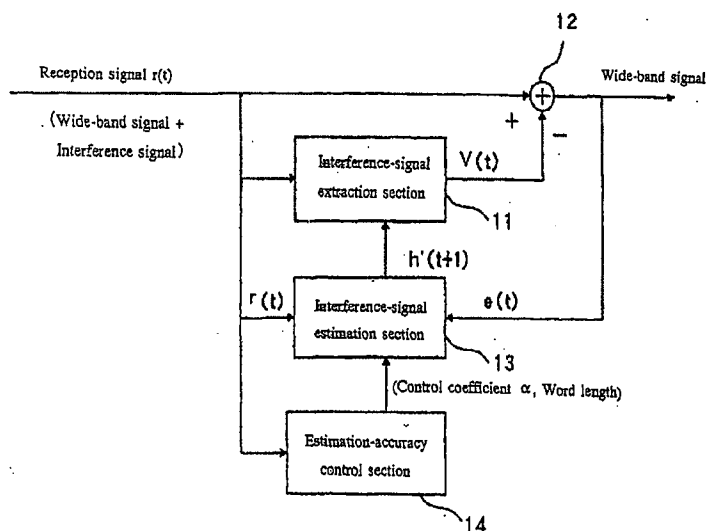 12
Reception signal r(t)
Wide-band signal
+
−
(Wide-band signal +
Interference signal)
Interference-signal
extraction section
V(t)
11
h'(t+1)
r(t)
Interference-signal
estimation section
e(t)
13
(Control coefficient α, Word length)
Estimation-accuracy
control section
14